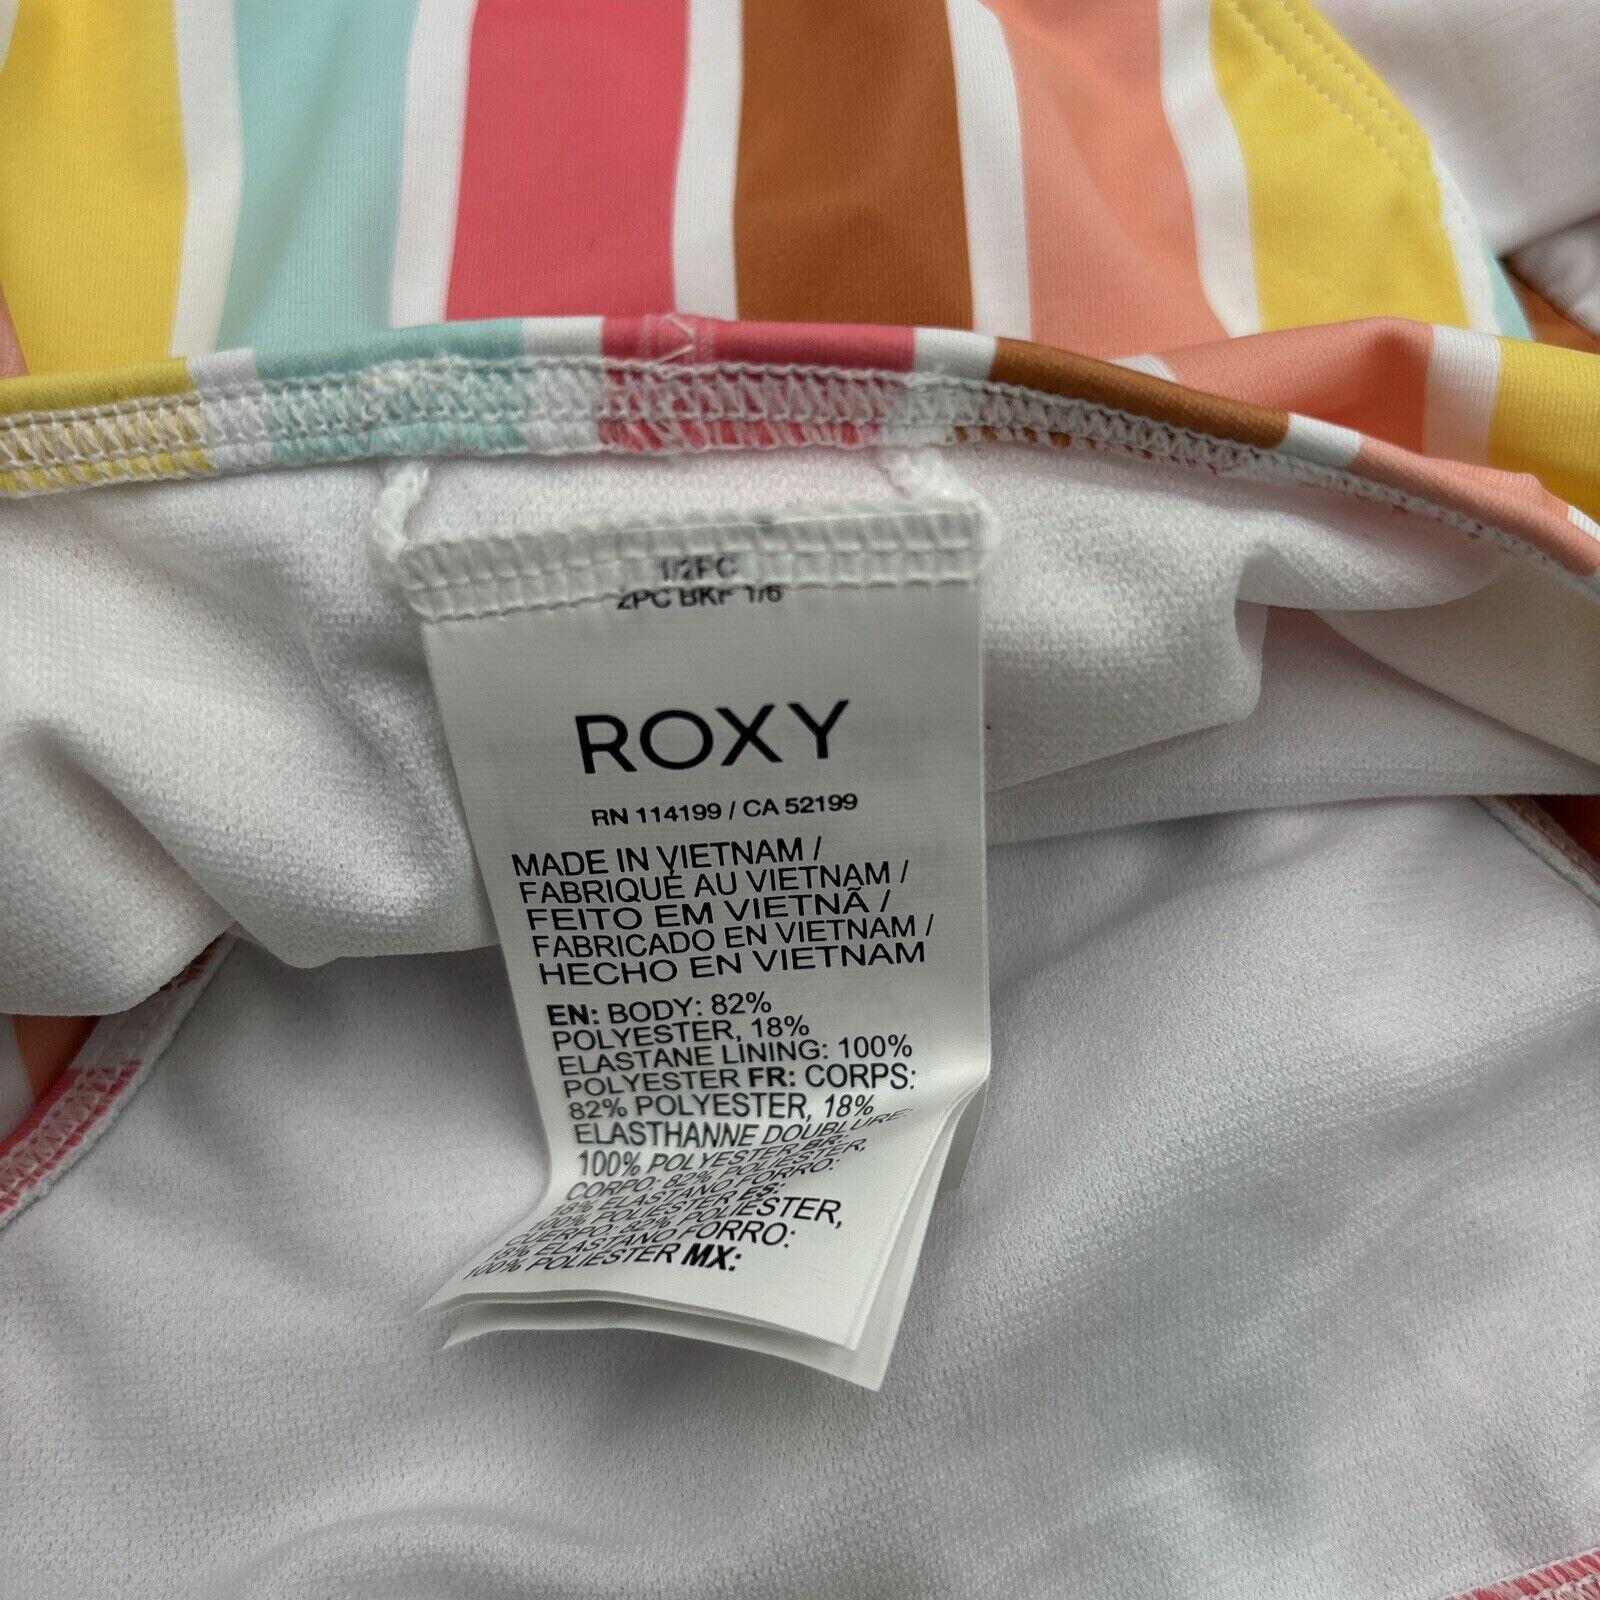 1/2PC
2PC BKF 1/6
ROXY
RN 114199 / CA 52199
MADE IN VIETNAM /
FABRIQUÉ AU VIETNAM /
FEITO EM VIETNÃ /
FABRICADO EN VIETNAM /
HECHO EN VIETNAM
EN: BODY: 82%
POLYESTER, 18%
ELASTANE LINING: 100%
POLYESTER FR: CORPS:
82% POLYESTER, 18%
ELASTHANNE DOUBLURE:
100% POLYESTER BR:
CORPO: 82% POLIÉSTER,
18% ELASTANO FORRO:
100% POLIÉSTER ES:
CUERPO: 82% POLIÉSTER,
18% ELASTANO FORRO:
100% POLIÉSTER MX: